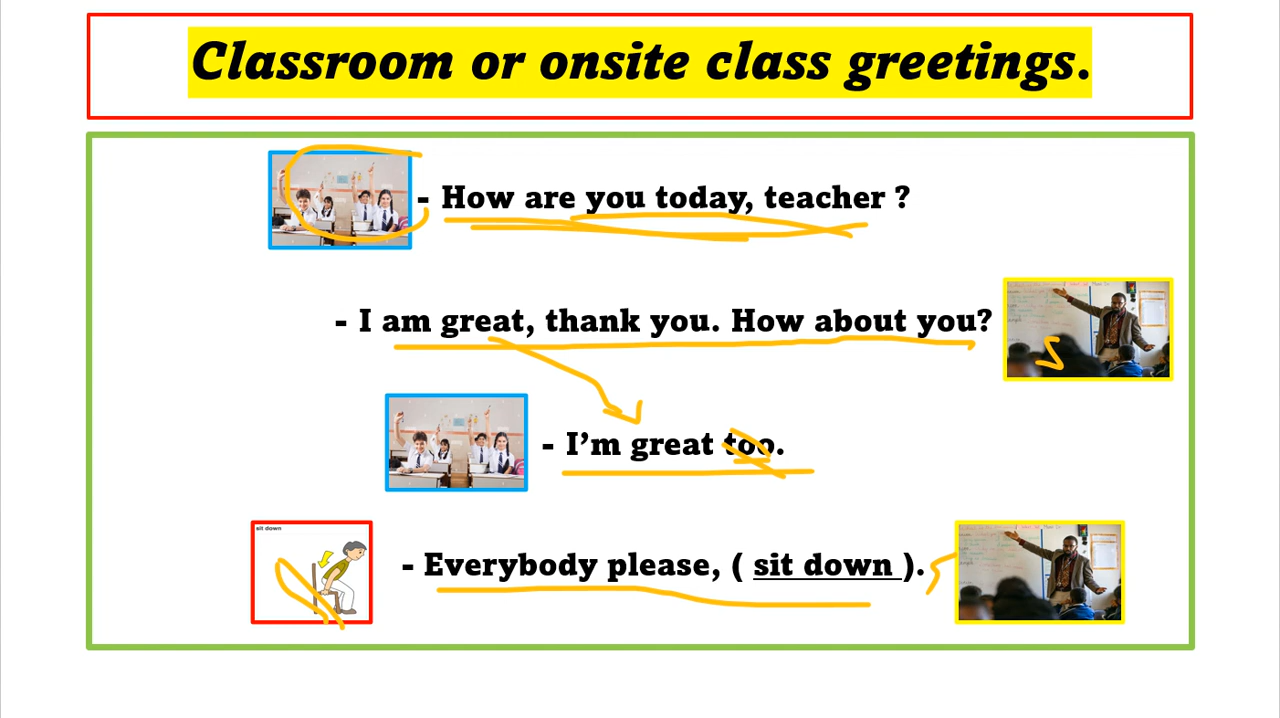 Classroom or onsite class greetings.
- How are you today, teacher ?
- I am great, thank you. How about you?
- I'm great too.
sit down
- Everybody please, ( sit down ).